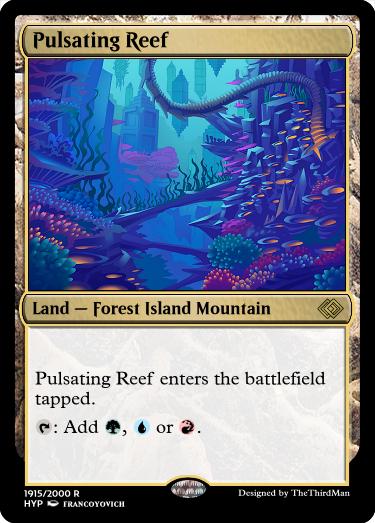 Pulsating Reef
Land — Forest Island Mountain
Pulsating Reef enters the battlefield
tapped.
: Add , or .
1915/2000 R
HYP FRANCOYOVICH
Designed by TheThirdMan